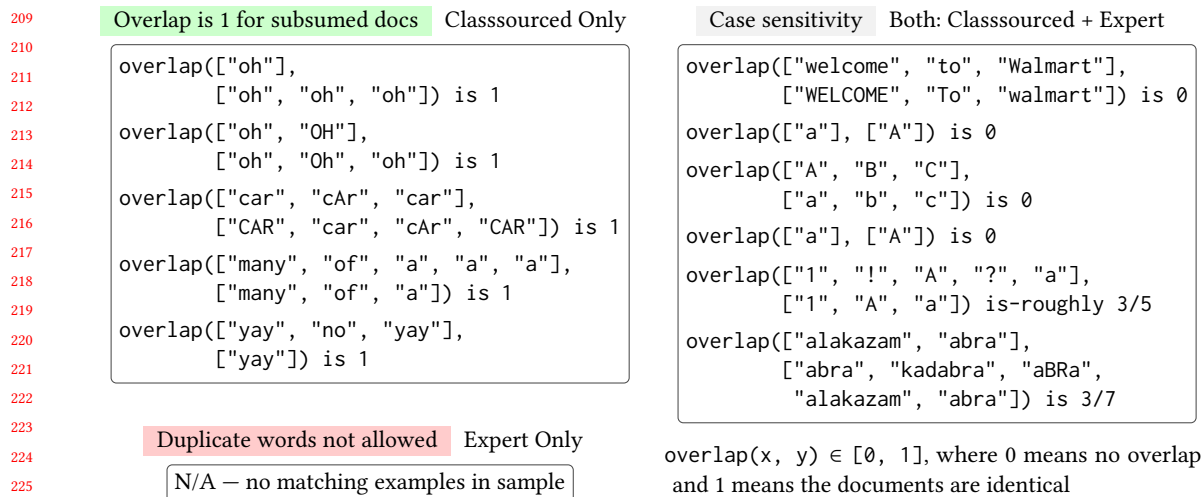 209
210
211
212
213
214
215
216
217
218
219
220
221
222
223
224
225
Overlap is 1 for subsumed docs Classsourced Only
overlap(["oh"],
["oh", "oh", "oh"]) is 1
overlap(["oh", "OH"],
["oh", "Oh", "oh"]) is 1
overlap(["car", "cAr", "car"],
["CAR", "car", "cAr", "CAR"]) is 1
overlap(["many", "of", "a", "a", "a"],
["many", "of", "a"]) is 1
overlap(["yay", "no", "yay"],
["yay"]) is 1
Duplicate words not allowed Expert Only
N/A — no matching examples in sample
Case sensitivity Both: Classsourced + Expert
overlap(["welcome", "to", "Walmart"],
["WELCOME", "To", "walmart"]) is 0
overlap(["a"], ["A"]) is 0
overlap(["A", "B", "C"],
["a", "b", "c"]) is 0
overlap(["a"], ["A"]) is 0
overlap(["1", "!", "A", "?", "a"],
["1", "A", "a"]) is-roughly 3/5
overlap(["alakazam", "abra"],
["abra", "kadabra", "aBRa",
"alakazam", "abra"]) is 3/7
overlap(x, y) ∈ [0, 1], where 0 means no overlap
and 1 means the documents are identical